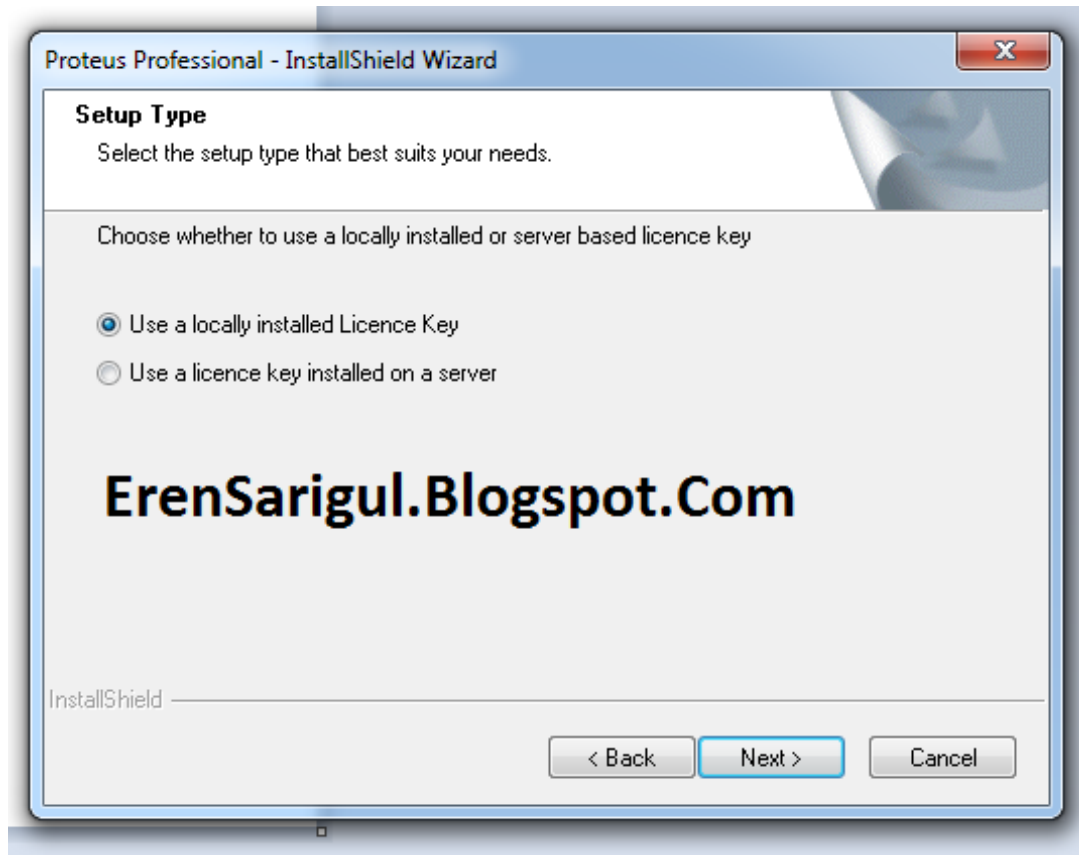 Proteus Professional - InstallShield Wizard
X
Setup Type
Select the setup type that best suits your needs.
Choose whether to use a locally installed or server based licence key
Use a locally installed Licence Key
Use a licence key installed on a server
ErenSarigul.Blogspot.Com
InstallShield
< Back
Next >
Cancel